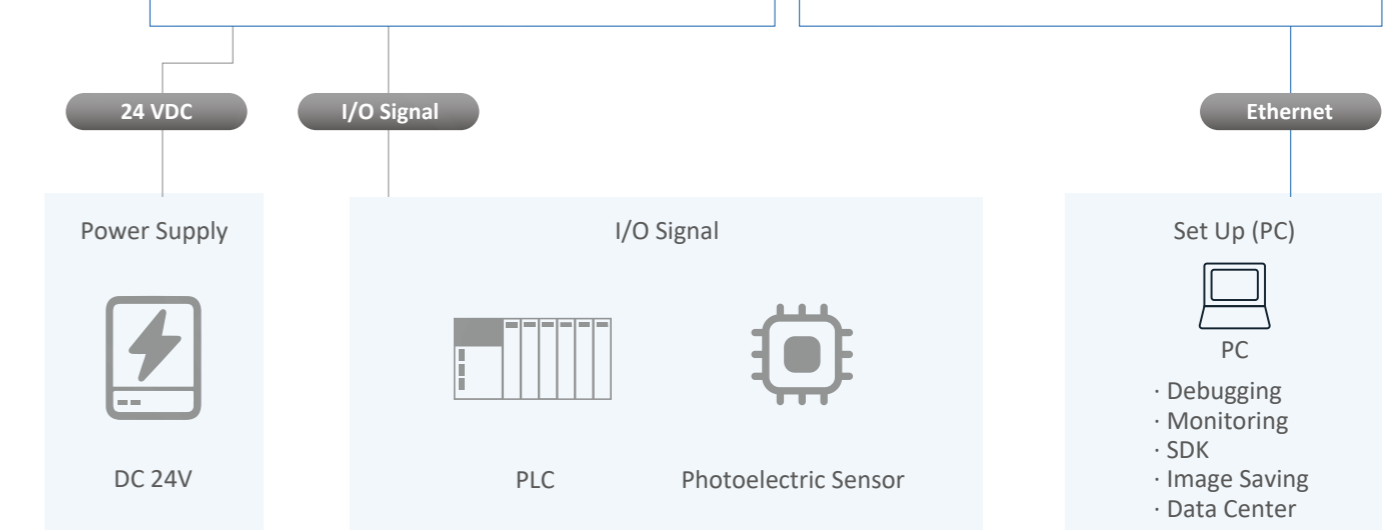 24 VDC
I/O Signal
Ethernet
Power Supply
DC 24V
I/O Signal
PLC
Photoelectric Sensor
Set Up (PC)
PC
· Debugging
· Monitoring
· SDK
· Image Saving
· Data Center